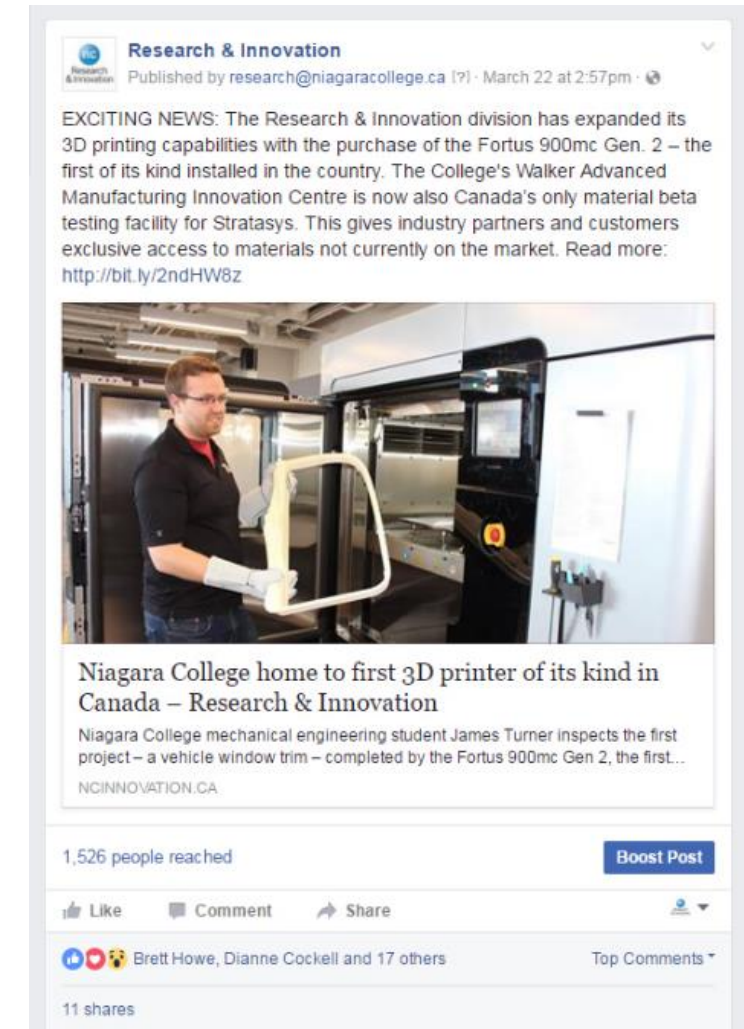 nic
Research
& Innovation
Research & Innovation
Published by research@niagaracollege.ca [?] · March 22 at 2:57pm ·
EXCITING NEWS: The Research & Innovation division has expanded its
3D printing capabilities with the purchase of the Fortus 900mc Gen. 2 – the
first of its kind installed in the country. The College's Walker Advanced
Manufacturing Innovation Centre is now also Canada's only material beta
testing facility for Stratasys. This gives industry partners and customers
exclusive access to materials not currently on the market. Read more:
http://bit.ly/2ndHW8z
Niagara College home to first 3D printer of its kind in
Canada – Research & Innovation
Niagara College mechanical engineering student James Turner inspects the first
project – a vehicle window trim – completed by the Fortus 900mc Gen 2, the first...
NCINNOVATION.CA
1,526 people reached
Boost Post
Like Comment Share
Brett Howe, Dianne Cockell and 17 others
Top Comments
11 shares